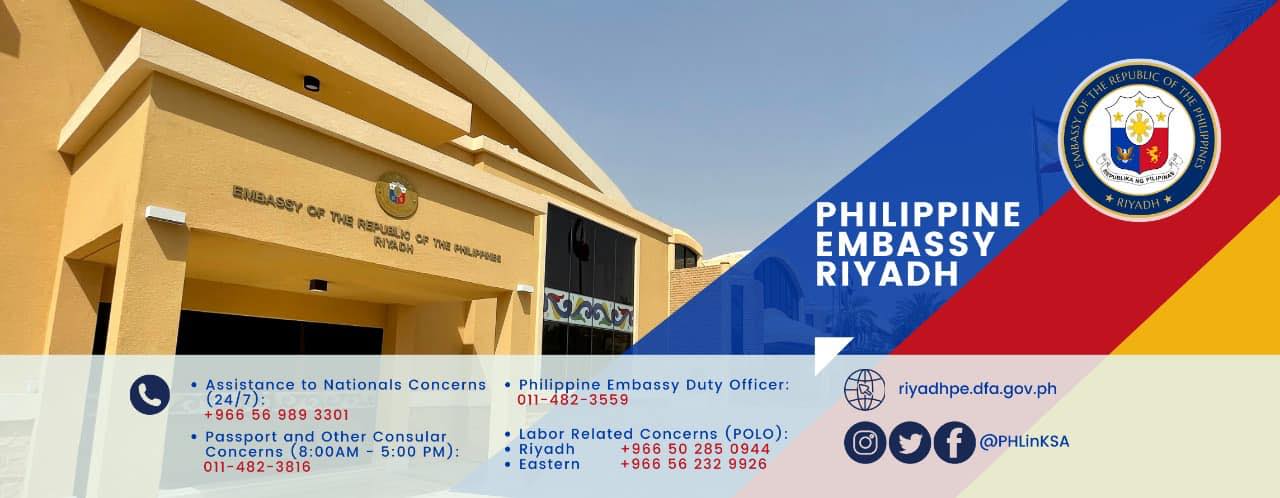 EMBASSY OF THE REPUBLIC OF THE PHILIPPINES
RIYADH
EMBASSY OF THE REPUBLIC OF THE PHILIPPINES
REPUBLIKA NG PILIPINAS
RIYADH
PHILIPPINE
EMBASSY
RIYADH
• Assistance to Nationals Concerns
(24/7):
+966 56 989 3301
• Passport and Other Consular
Concerns (8:00AM - 5:00 PM):
011-482-3816
• Philippine Embassy Duty Officer:
011-482-3559
• Labor Related Concerns (POLO):
• Riyadh +966 50 285 0944
• Eastern +966 56 232 9926
riyadhpe.dfa.gov.ph
@PHLinKSA